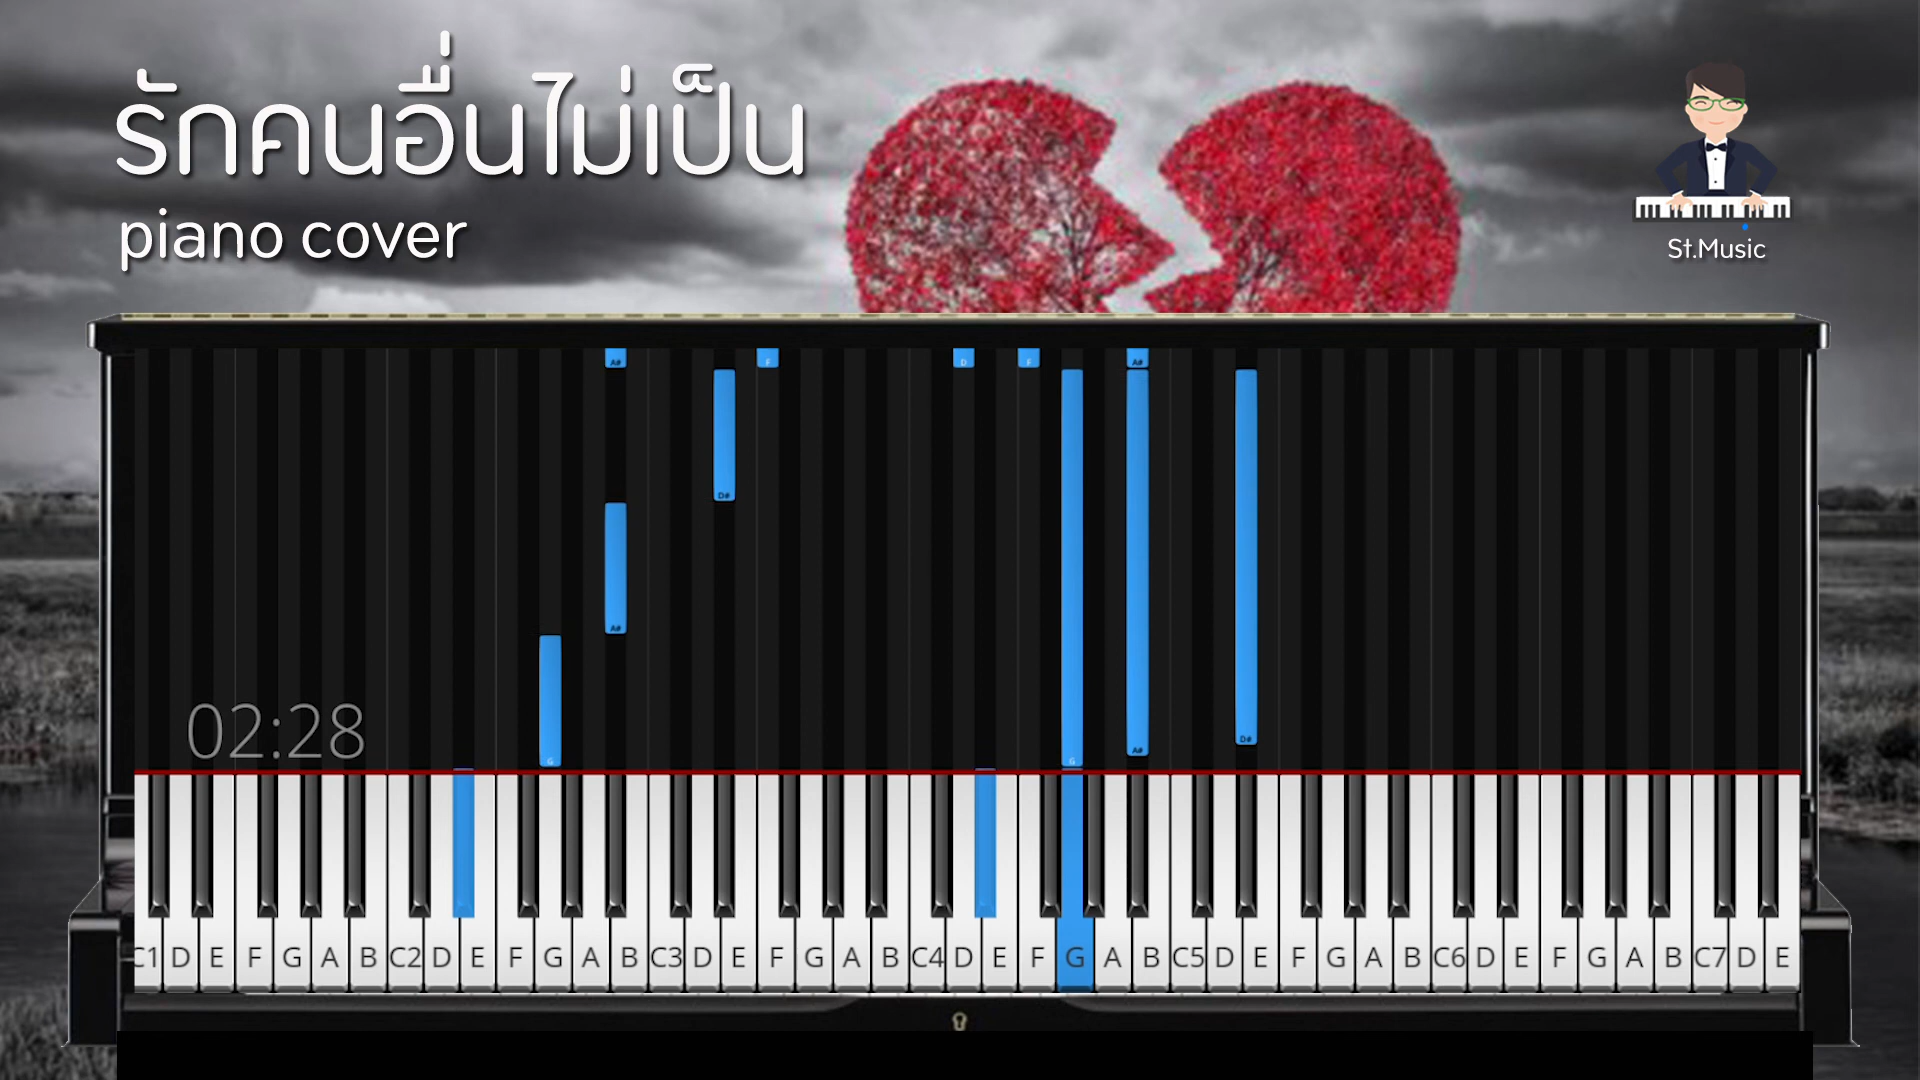 รักคนอื่นไม่เป็น
piano cover
St.Music
A# F D F A#
D#
A#
A#
D#
G
G
02:28
C1 D E F G A B C2 D E F G A B C3 D E F G A B C4 D E F G A B C5 D E F G A B C6 D E F G A B C7 D E